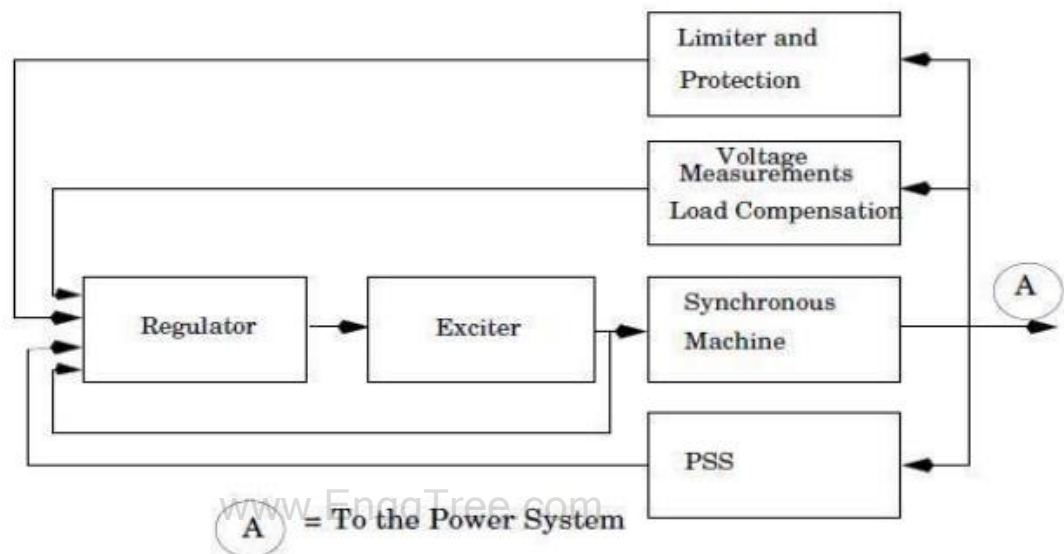 Limiter and
Protection
Voltage
Measurements
Load Compensation
A
Regulator
Exciter
Synchronous
Machine
PSS
www.EnggTree.com
A = To the Power System